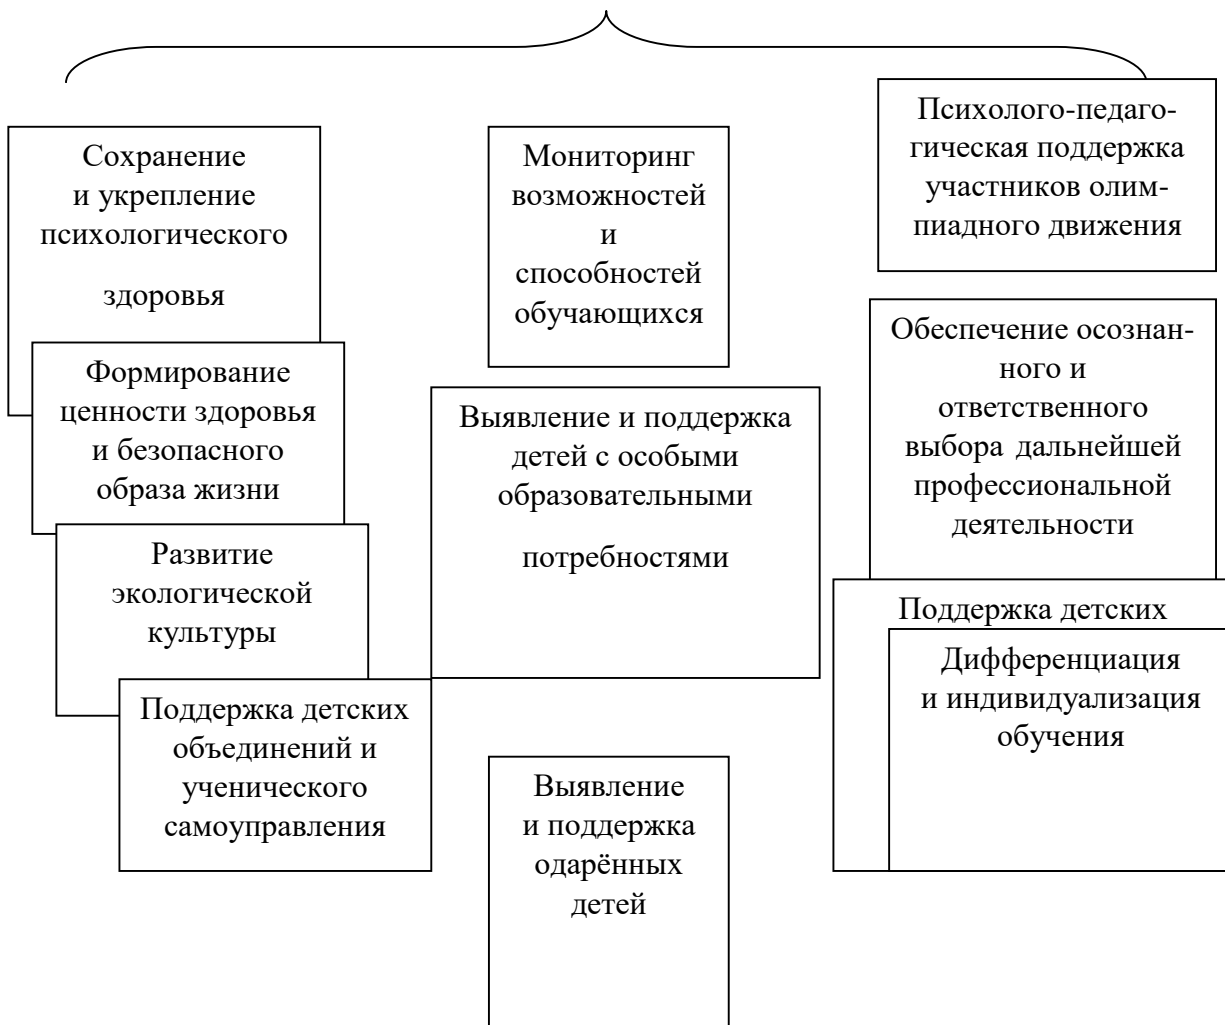 Сохранение
и укрепление
психологического
здоровья
Формирование
ценности здоровья
и безопасного
образа жизни
Развитие
экологической
культуры
Поддержка детских
объединений и
ученического
самоуправления
Мониторинг
возможностей
и
способностей
обучающихся
Выявление и поддержка
детей с особыми
образовательными
потребностями
Выявление
и поддержка
одарённых
детей
Психолого-педаго-
гическая поддержка
участников олим-
пиадного движения
Обеспечение осознан-
ного и
ответственного
выбора дальнейшей
профессиональной
деятельности
Поддержка детских
Дифференциация
и индивидуализация
обучения